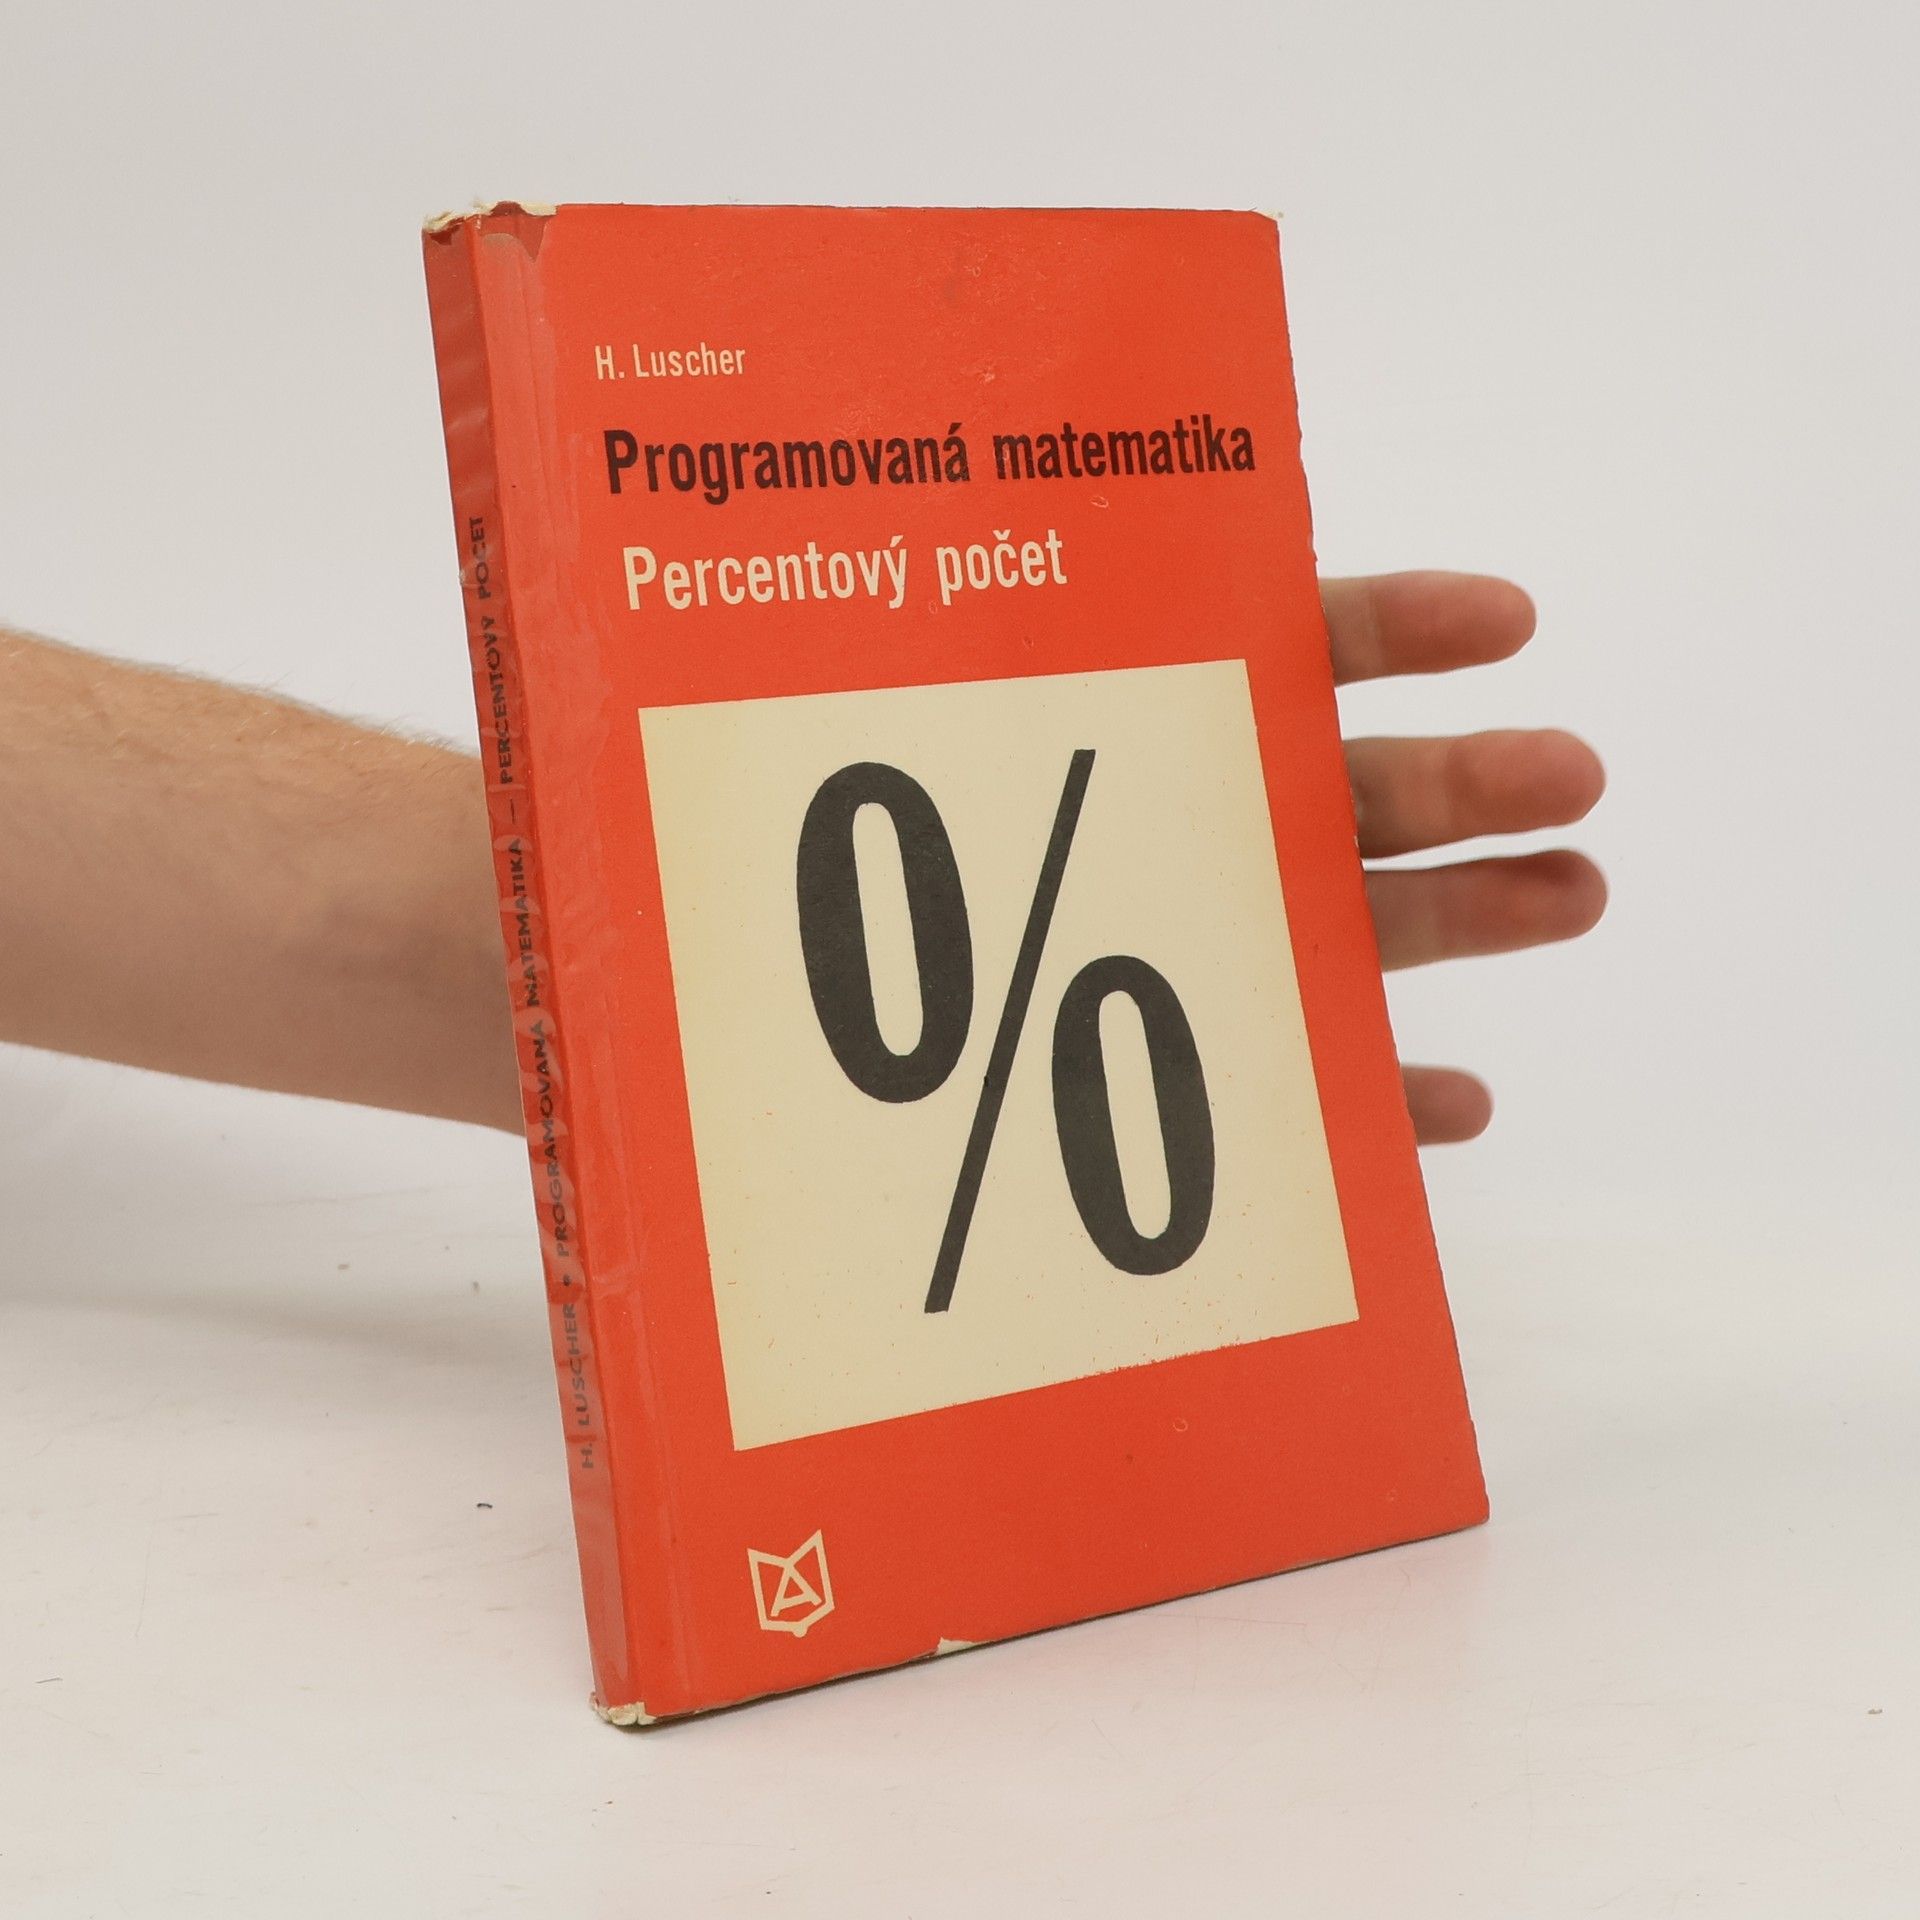 H. Luscher
Programovaná matematika
Percentový počet
%
A
H. LUSCHER • PROGRAMOVANÁ MATEMATIKA — PERCENTOVÝ POČET